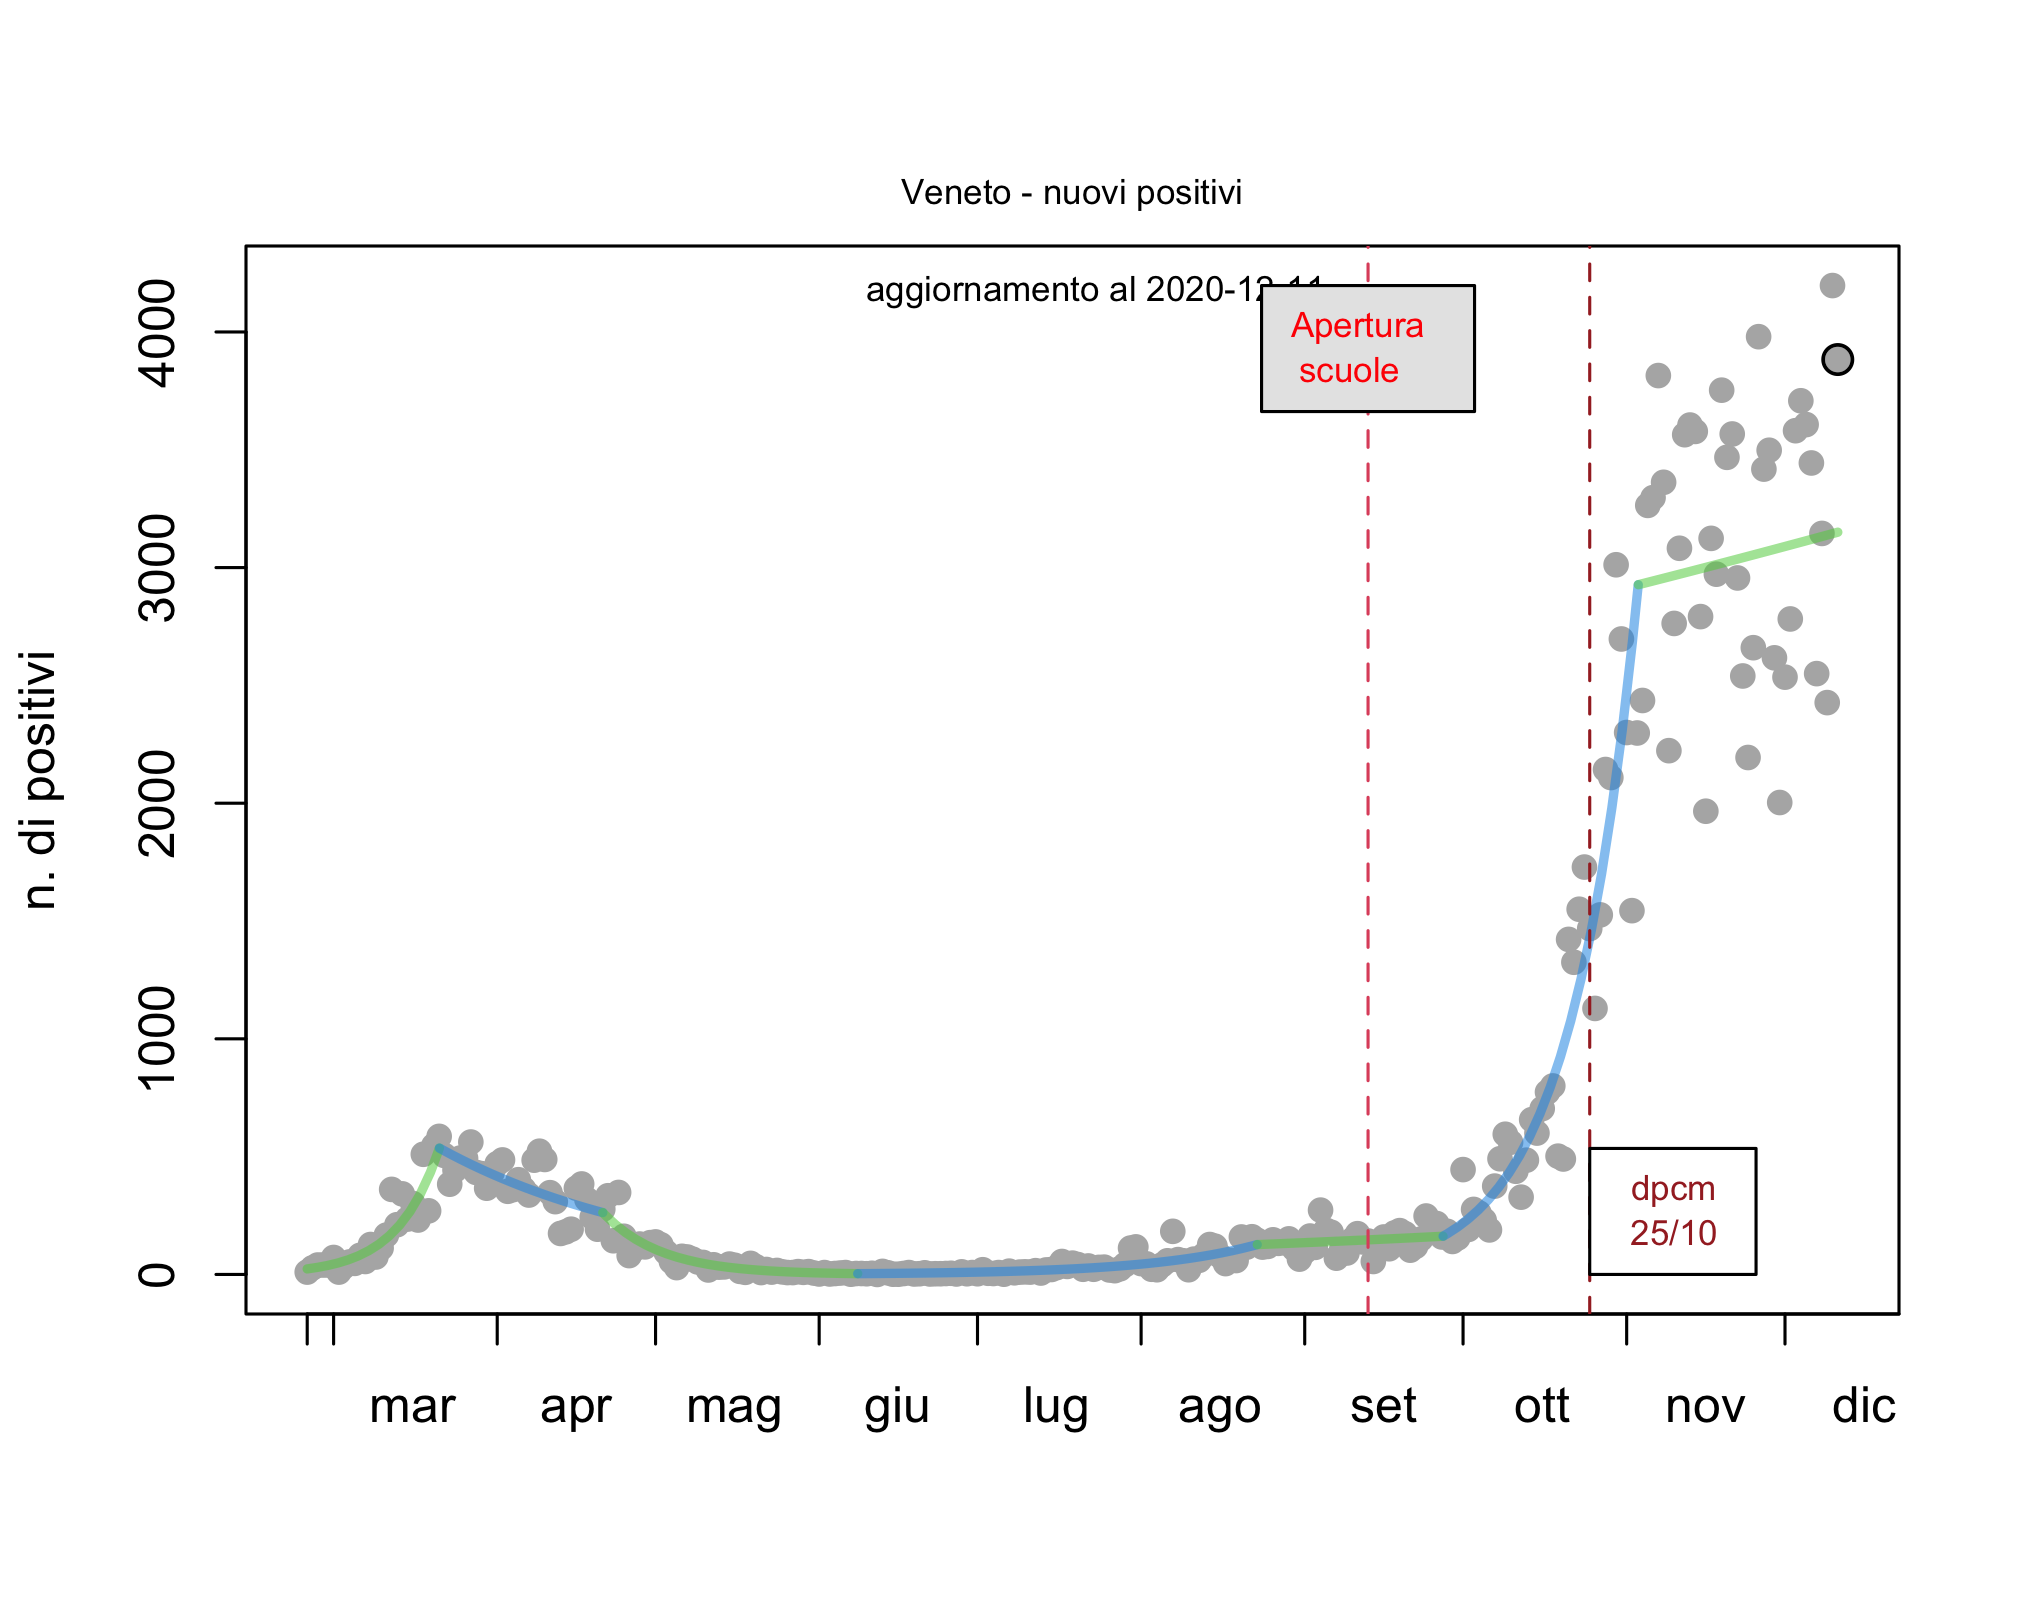 Veneto - nuovi positivi
aggiornamento al 2020-12-11
Apertura
scuole
n. di positivi
4000
3000
2000
1000
0
dpcm
25/10
mar apr mag giu lug ago set ott nov dic